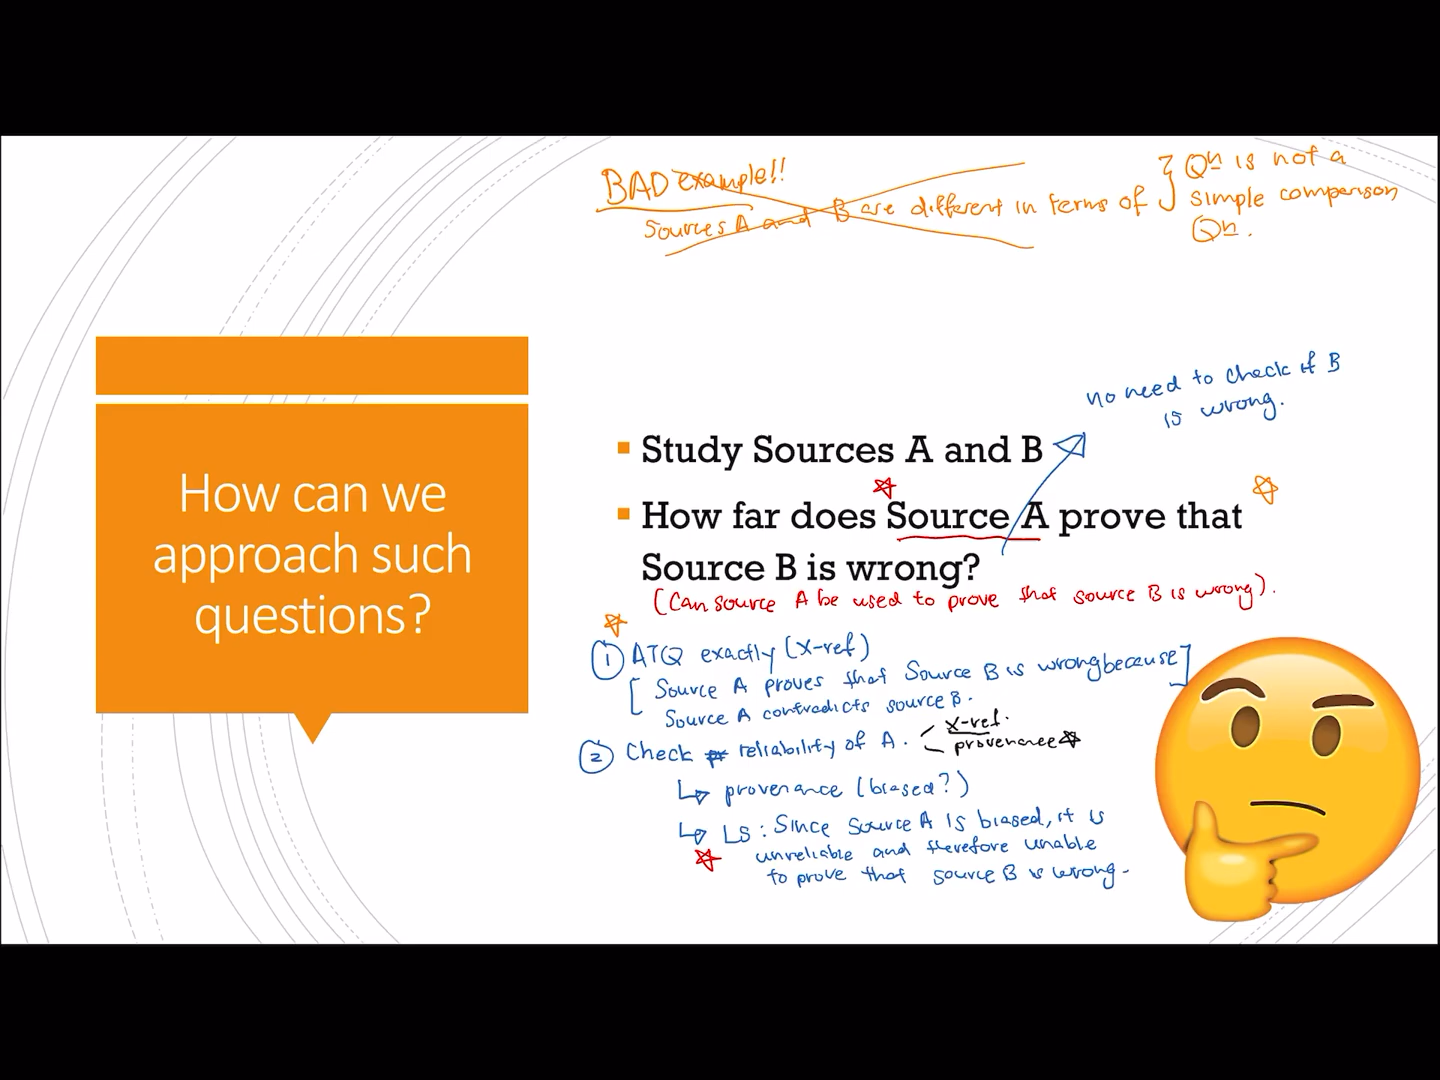 BAD example!!
Sources A and B are different in terms of
Qn is not a
simple comparison
Qn.
How can we
approach such
questions?
no need to check if B
is wrong.
Study Sources A and B
How far does Source A prove that
Source B is wrong?
(Can source A be used to prove that source B is wrong).
1 ATQ exactly (X-ref)
[Source A proves that Source B is wrong because]
Source A contradicts source B.
2 Check reliability of A.
X-ref.
provenance
provenance (biased?)
LS: Since Source A is biased, it is
unreliable and therefore unable
to prove that source B is wrong.